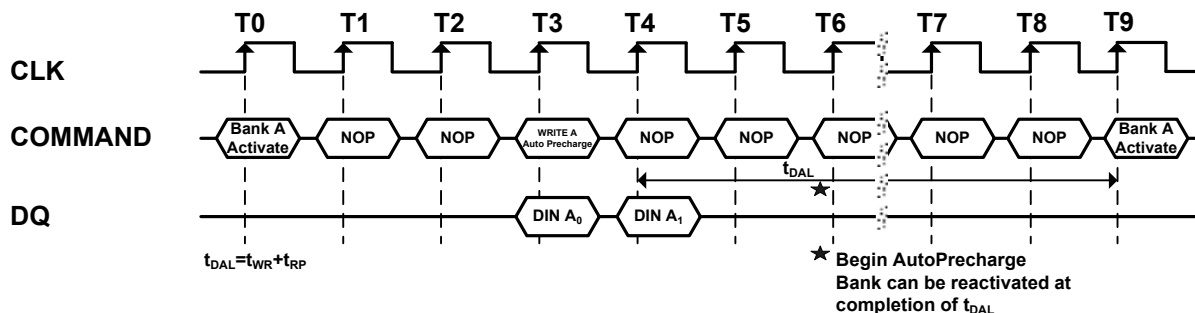 T0 T1 T2 T3 T4 T5 T6 T7 T8 T9
CLK
COMMAND
Bank A
Activate
NOP
NOP
WRITE A
Auto Precharge
NOP
NOP
NOP
NOP
NOP
Bank A
Activate
tDAL
DQ
DIN A0
DIN A1
tDAL=tWR+tRP
Begin AutoPrecharge
Bank can be reactivated at
completion of tDAL